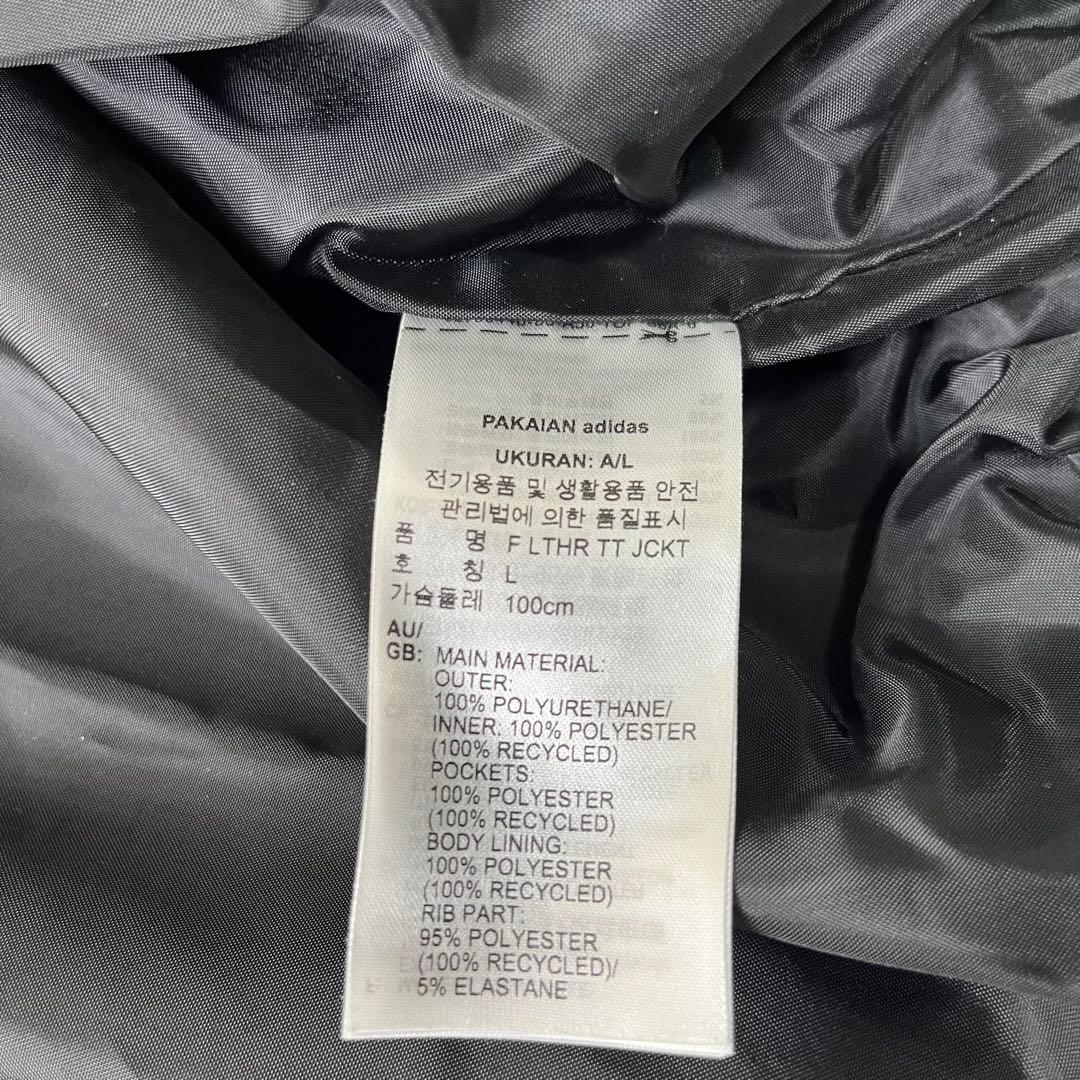 PAKAIAN adidas
UKURAN: A/L
전기용품 및 생활용품 안전
관리법에 의한 품질표시
품 명 F LTHR TT JCKT
호 칭 L
가슴둘레 100cm
AU/
GB: MAIN MATERIAL:
OUTER:
100% POLYURETHANE/
INNER: 100% POLYESTER
(100% RECYCLED)
POCKETS:
100% POLYESTER
(100% RECYCLED)
BODY LINING:
100% POLYESTER
(100% RECYCLED)
RIB PART:
95% POLYESTER
(100% RECYCLED)/
5% ELASTANE